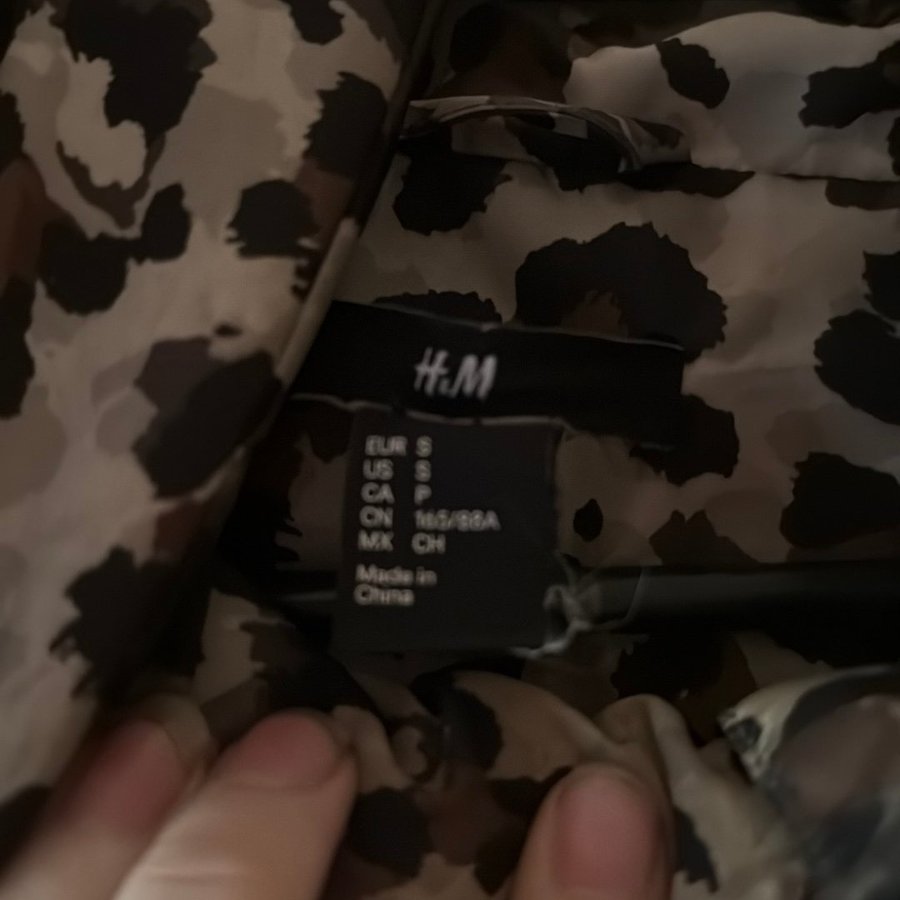 H&M
EUR S
US S
CA P
CN 165/88A
MX CH
Made in
China